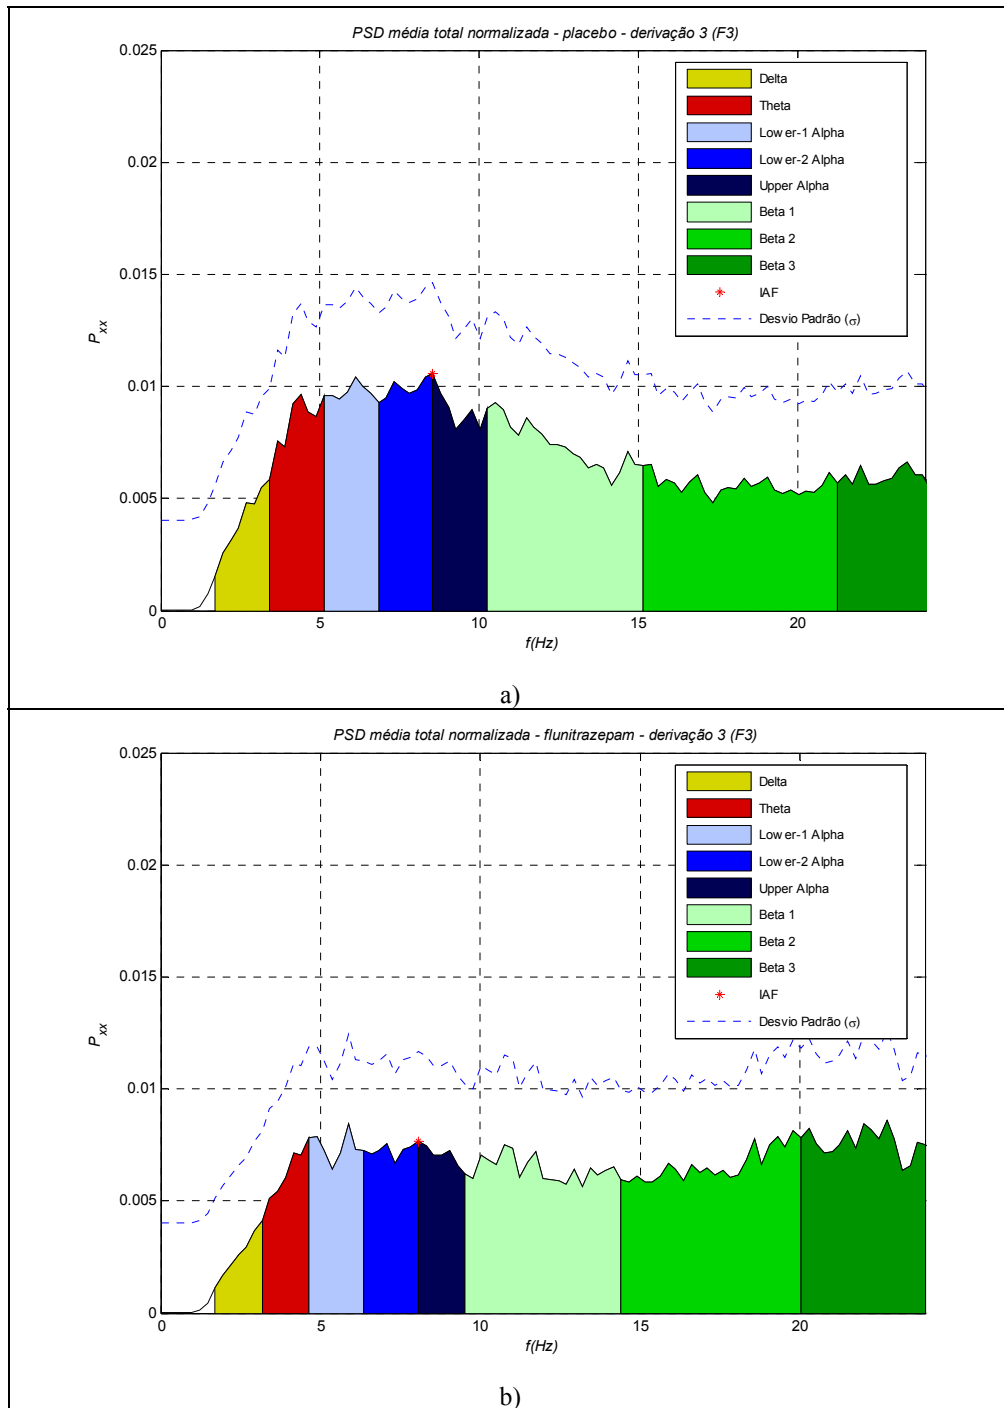 PSD média total normalizada - placebo - derivação 3 (F3)
0.025
0.02
0.015
0.01
0.005
0
P xx
0 5 10 15 20
f(Hz)
Delta
Theta
Lower-1 Alpha
Lower-2 Alpha
Upper Alpha
Beta 1
Beta 2
Beta 3
IAF
Desvio Padrão (σ)
a)
PSD média total normalizada - flunitrazepam - derivação 3 (F3)
0.025
0.02
0.015
0.01
0.005
0
P xx
0 5 10 15 20
f(Hz)
Delta
Theta
Lower-1 Alpha
Lower-2 Alpha
Upper Alpha
Beta 1
Beta 2
Beta 3
IAF
Desvio Padrão (σ)
b)